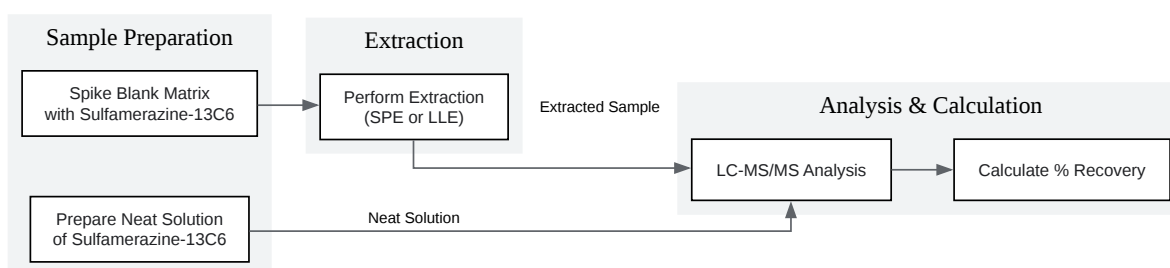 Sample Preparation
Spike Blank Matrix
with Sulfamerazine-13C6
Prepare Neat Solution
of Sulfamerazine-13C6
Extraction
Perform Extraction
(SPE or LLE)
Extracted Sample
Neat Solution
Analysis & Calculation
LC-MS/MS Analysis
Calculate % Recovery